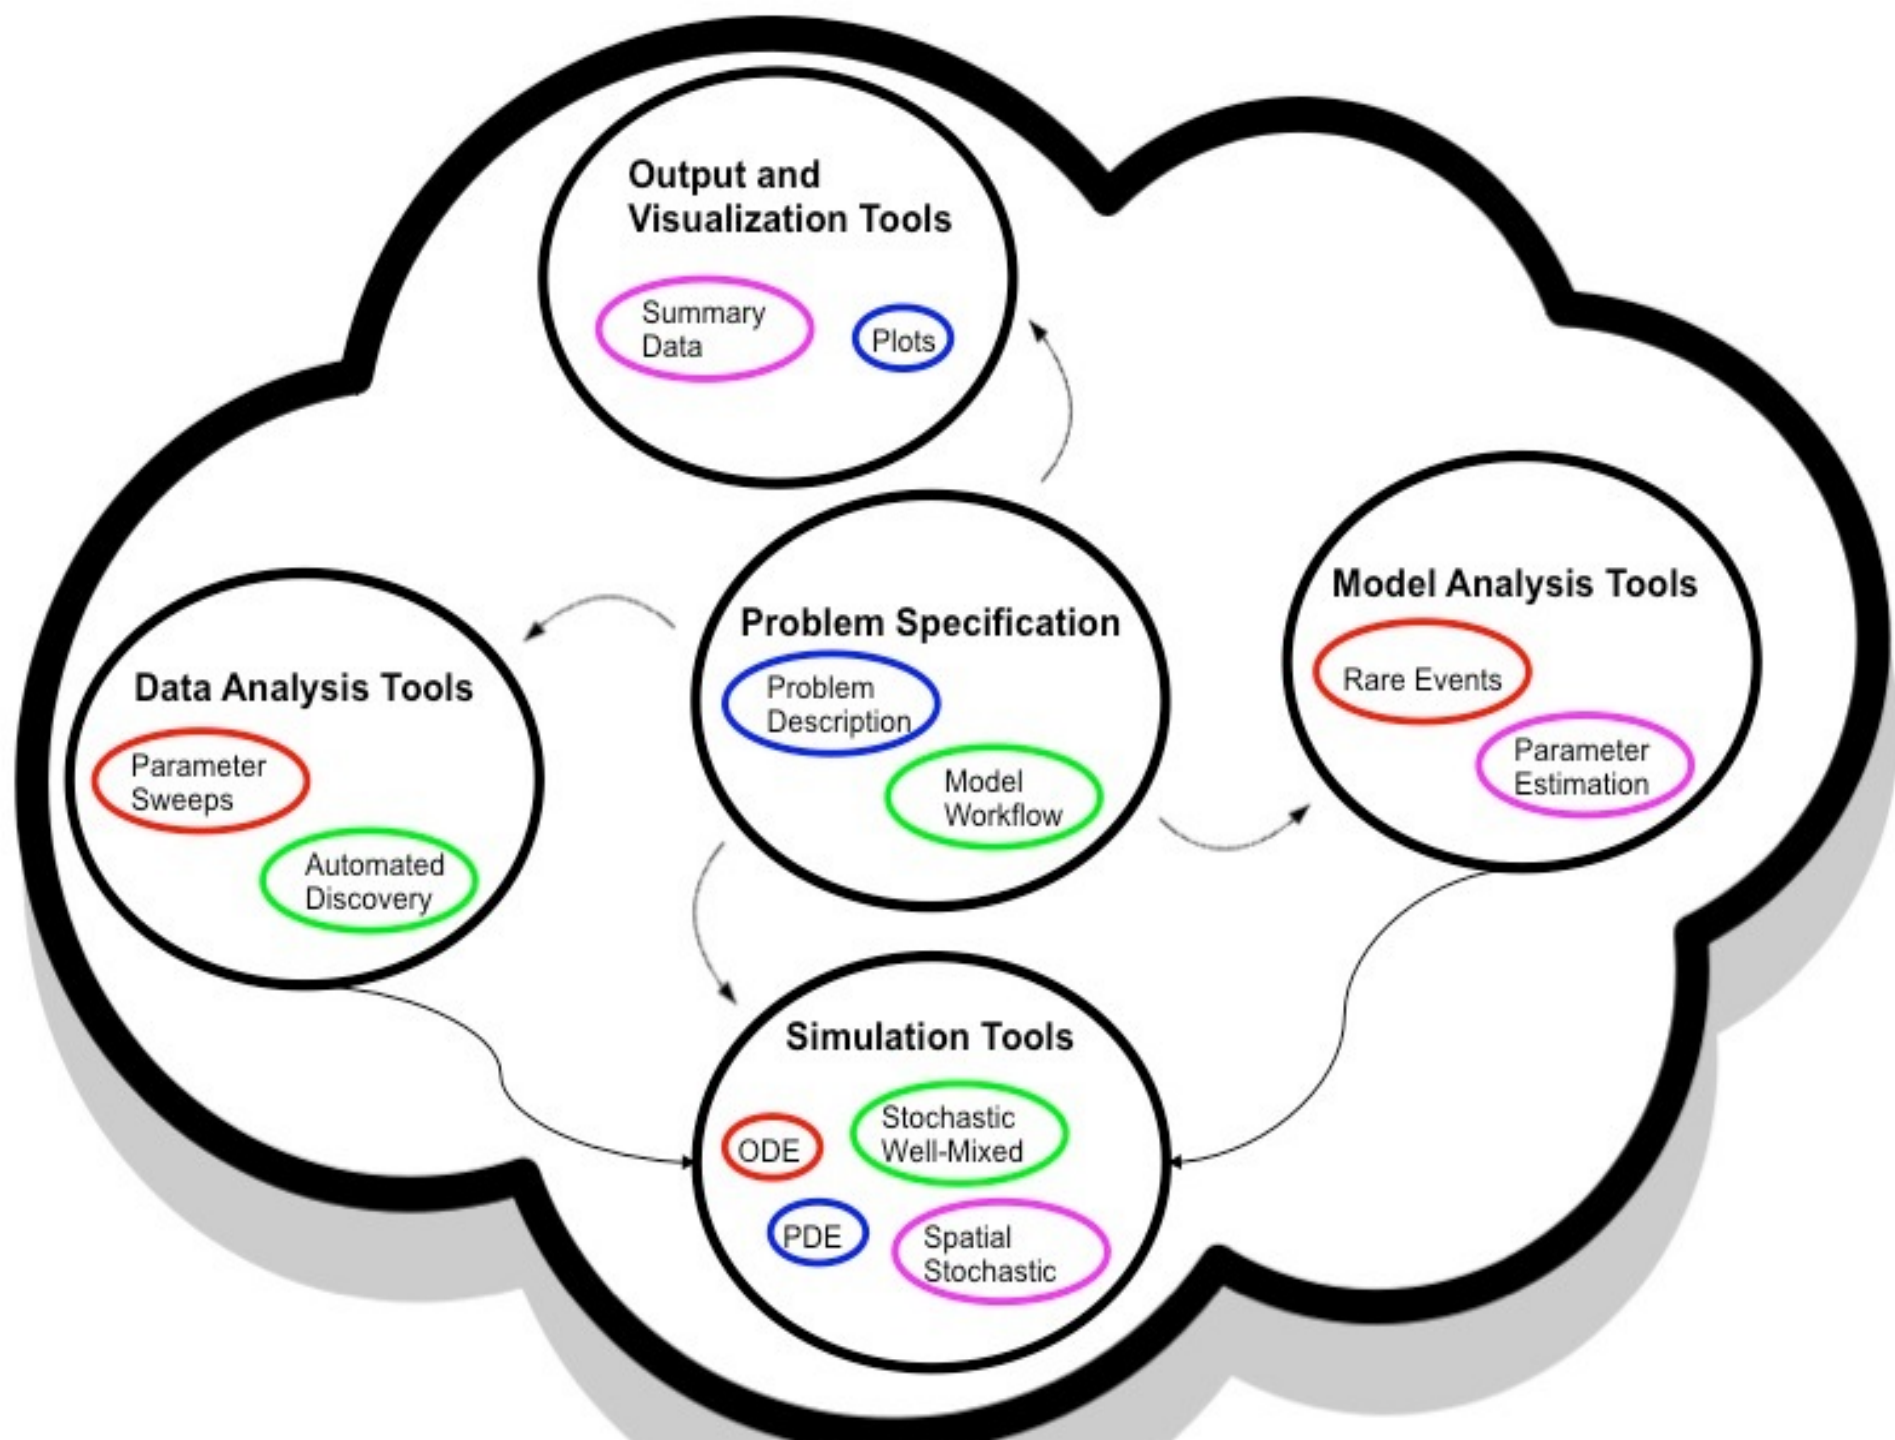 Output and
Visualization Tools
Summary
Data
Plots
Problem Specification
Problem
Description
Model
Workflow
Model Analysis Tools
Rare Events
Parameter
Estimation
Data Analysis Tools
Parameter
Sweeps
Automated
Discovery
Simulation Tools
ODE
Stochastic
Well-Mixed
PDE
Spatial
Stochastic